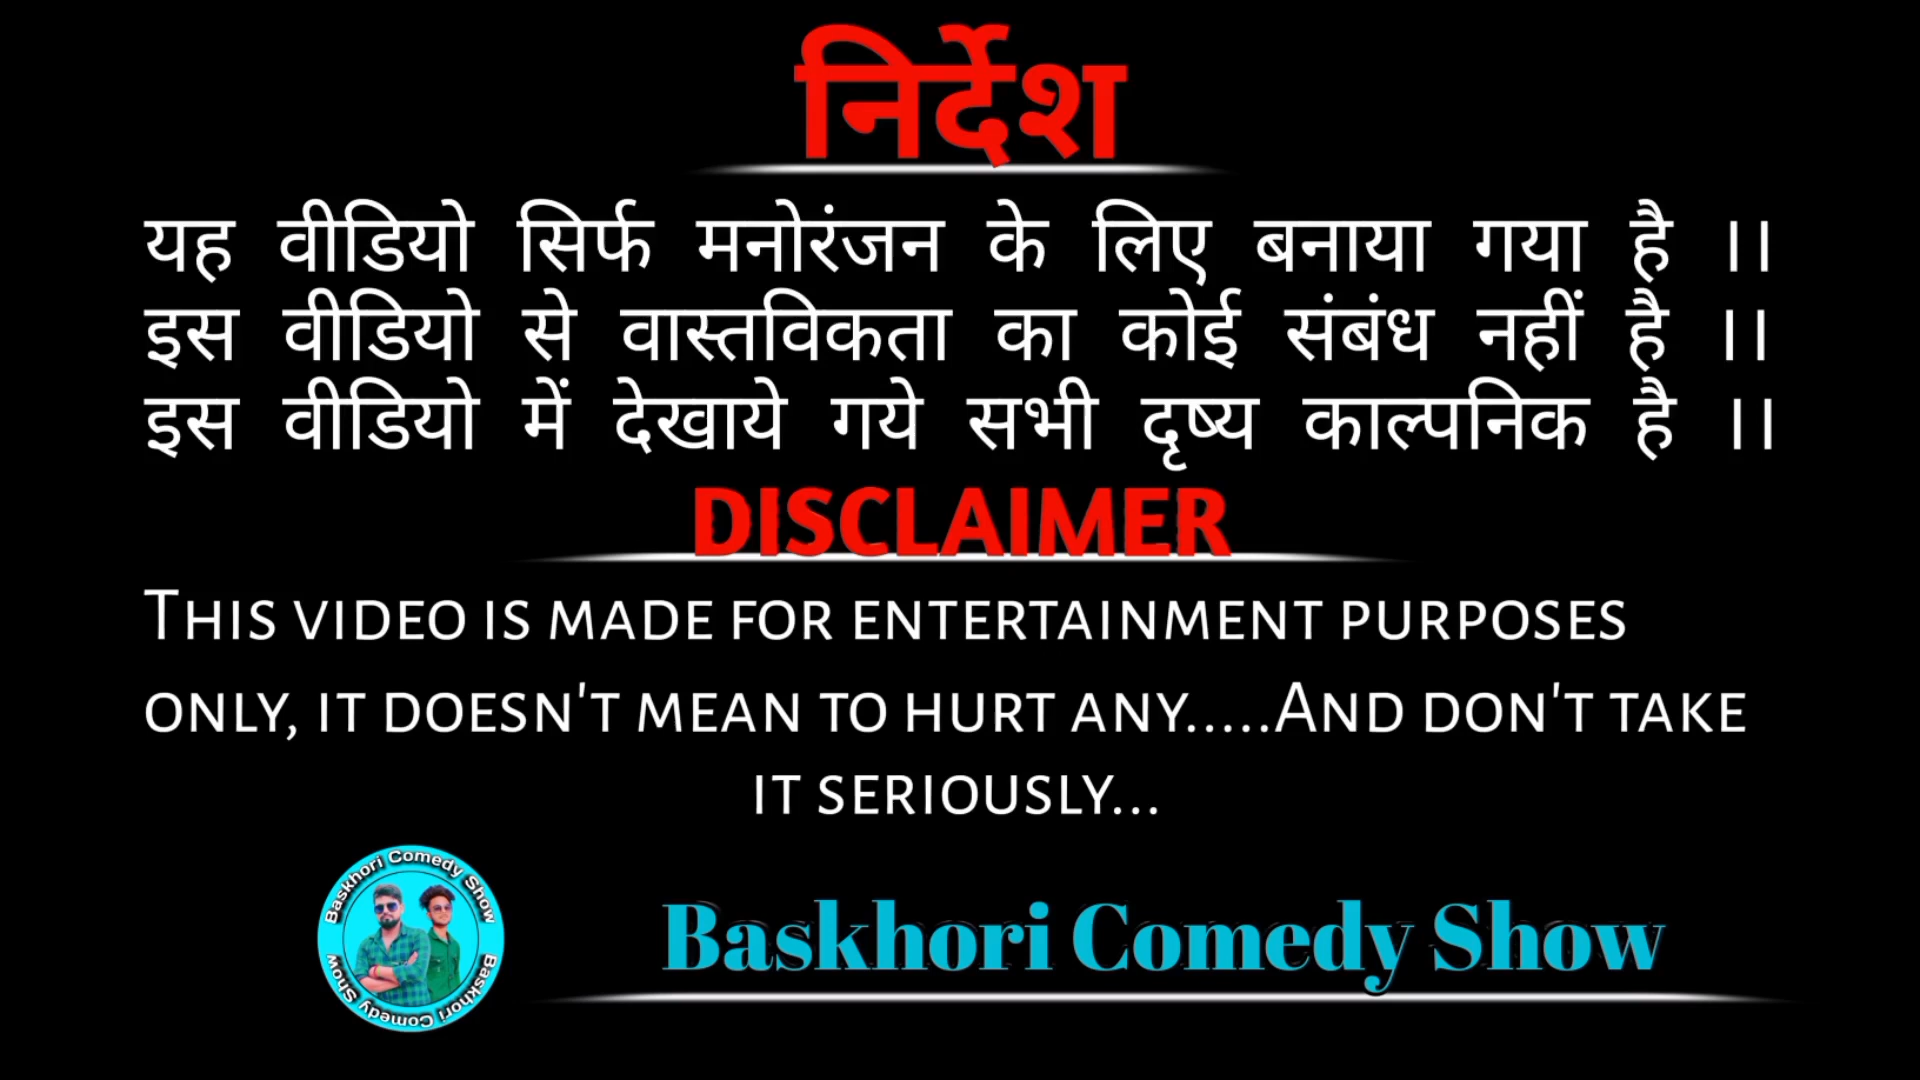 निर्देश
यह वीडियो सिर्फ मनोरंजन के लिए बनाया गया है ।।
इस वीडियो से वास्तविकता का कोई संबंध नहीं है ।।
इस वीडियो में देखाये गये सभी दृष्य काल्पनिक है ।।
DISCLAIMER
This video is made for entertainment purposes
only, it doesn't mean to hurt any.....And don't take
it seriously...
Baskhori Comedy Show
Baskhori Comedy Show
Baskhori Comedy Show